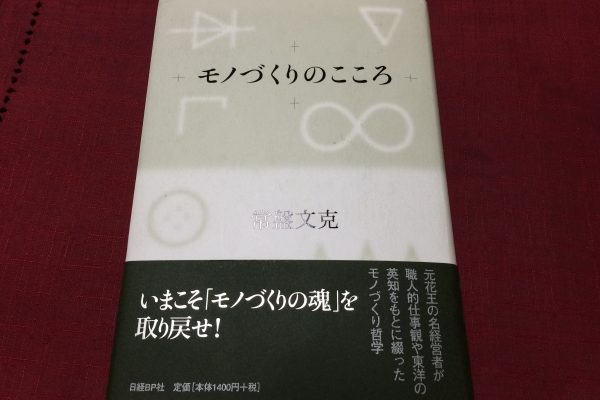 モノづくりのこころ
常盤文克
いまこそ「モノづくりの魂」を
取り戻せ!
元花王の名経営者が
職人的仕事観や東洋の
英知をもとに綴った
モノづくり哲学
日経BP社 定価[本体1400円+税]